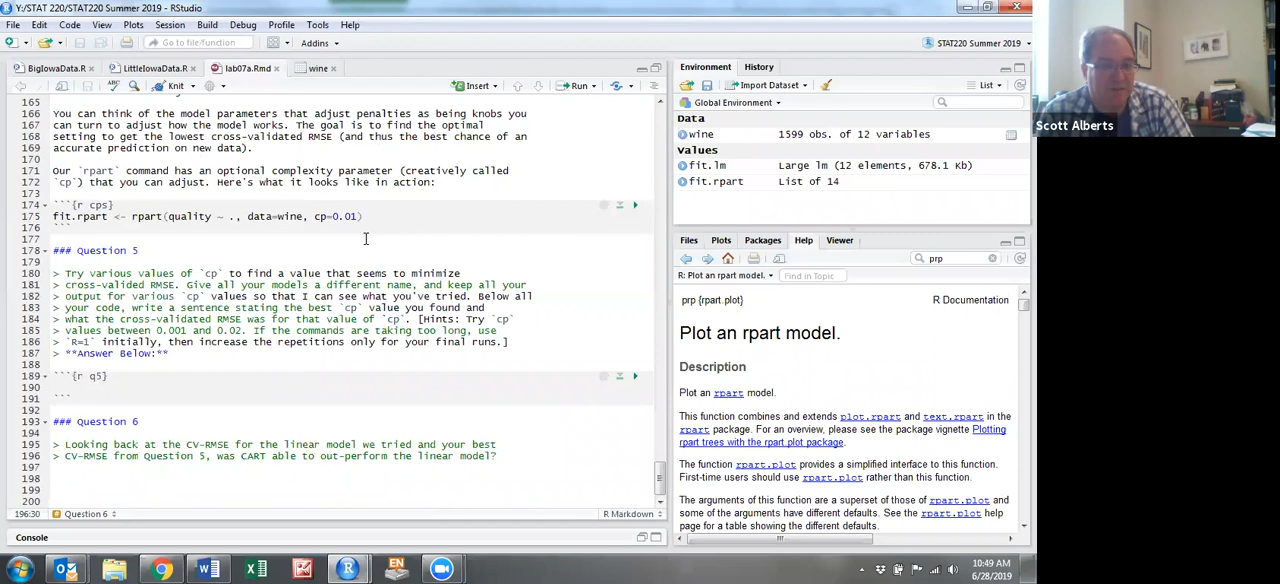 Y:/STAT 220/STAT220 Summer 2019 - RStudio
File Edit Code View Plots Session Build Debug Profile Tools Help
Go to file/function Addins STAT220 Summer 2019
BigIowaData.R LittleIowaData.R lab07a.Rmd wine
Knit Insert Run
165
166 You can think of the model parameters that adjust penalties as being knobs you
167 can turn to adjust how the model works. The goal is to find the optimal
168 setting to get the lowest cross-validated RMSE (and thus the best chance of an
169 accurate prediction on new data).
170
171 Our `rpart` command has an optional complexity parameter (creatively called
172 `cp`) that you can adjust. Here's what it looks like in action:
173
174 ```{r cps}
175 fit.rpart <- rpart(quality ~ ., data=wine, cp=0.01)
176 ```
177
178 ### Question 5
179
180 > Try various values of `cp` to find a value that seems to minimize
181 > cross-valided RMSE. Give all your models a different name, and keep all your
182 > output for various `cp` values so that I can see what you've tried. Below all
183 > your code, write a sentence stating the best `cp` value you found and
184 > what the cross-validated RMSE was for that value of `cp`. [Hints: Try `cp`
185 > values between 0.001 and 0.02. If the commands are taking too long, use
186 > `R=1` initially, then increase the repetitions only for your final runs.]
187 > **Answer Below:**
188
189 ```{r q5}
190
191 ```
192
193 ### Question 6
194
195 > Looking back at the CV-RMSE for the linear model we tried and your best
196 > CV-RMSE from Question 5, was CART able to out-perform the linear model?
197
198
199
200
196:30 Question 6 R Markdown
Console
Environment History
Import Dataset List
Global Environment
Data
wine 1599 obs. of 12 variables
Values
fit.lm Large lm (12 elements, 678.1 Kb)
fit.rpart List of 14
Files Plots Packages Help Viewer
prp
R: Plot an rpart model. Find in Topic
prp {rpart.plot} R Documentation
Plot an rpart model.
Description
Plot an rpart model.
This function combines and extends plot.rpart and text.rpart in the
rpart package. For an overview, please see the package vignette Plotting
rpart trees with the rpart.plot package.
The function rpart.plot provides a simplified interface to this function.
First-time users should use rpart.plot rather than this function.
The arguments of this function are a superset of those of rpart.plot and
some of the arguments have different defaults. See the rpart.plot help
page for a table showing the different defaults.
Scott Alberts
EN
10:49 AM
6/28/2019